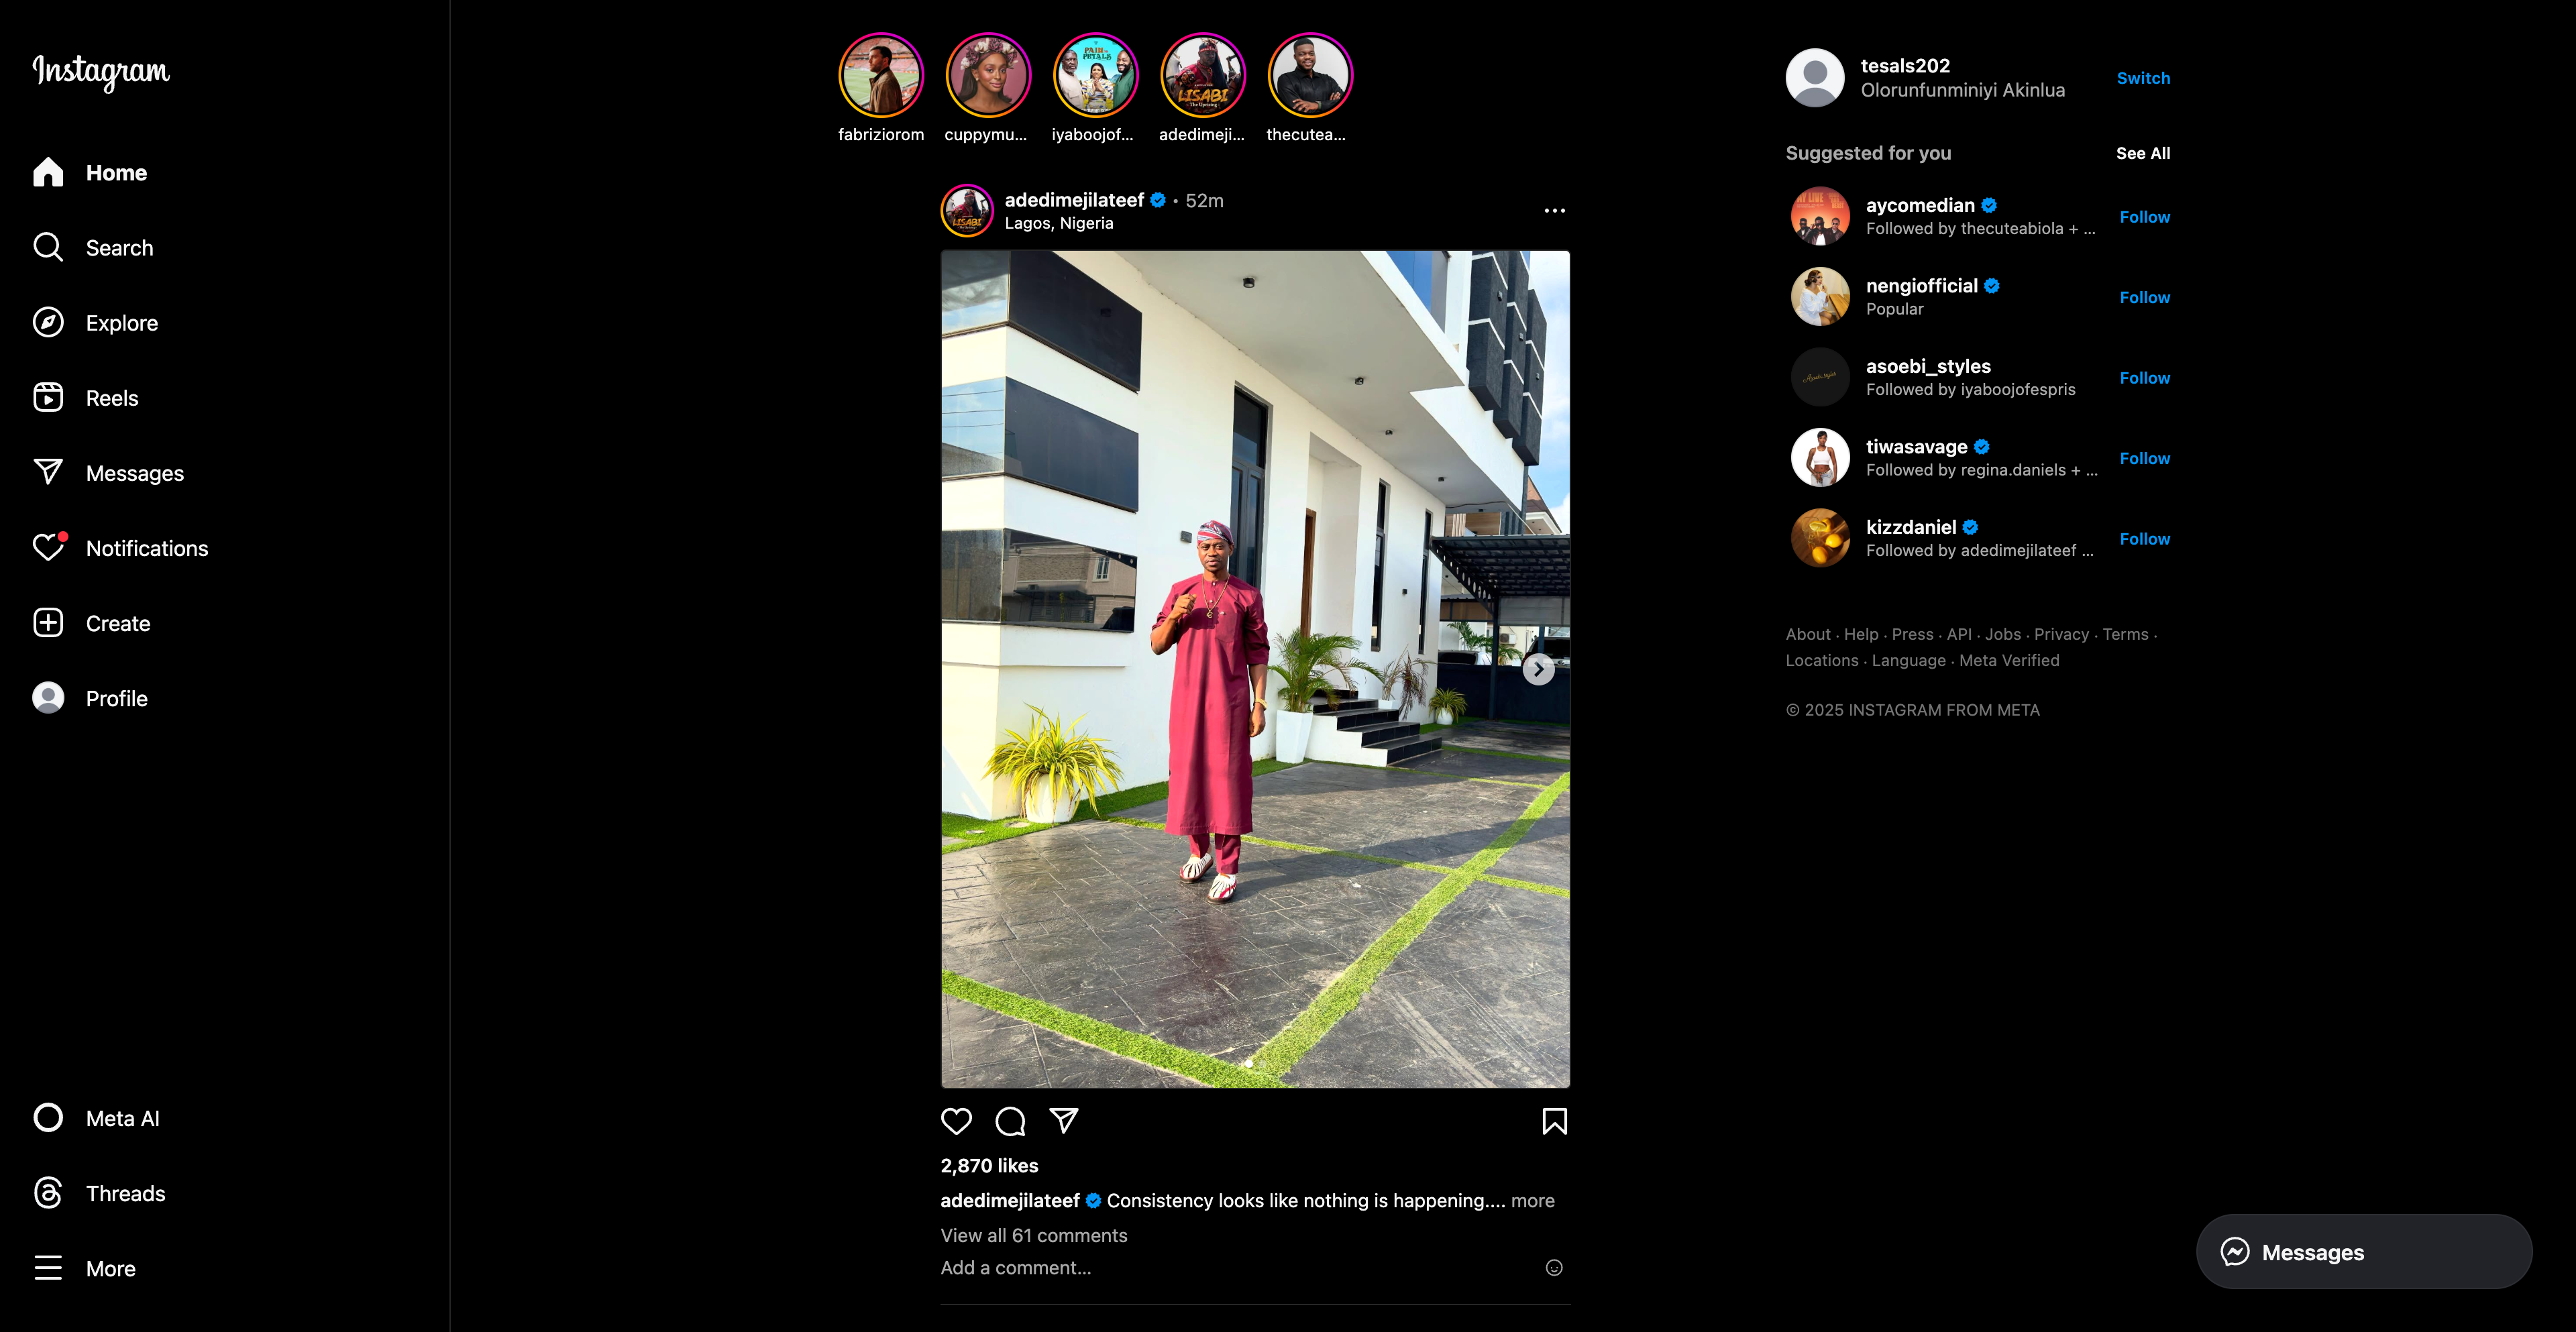 Instagram
Home
Search
Explore
Reels
Messages
Notifications
Create
Profile
Meta AI
Threads
More
fabriziorom
cuppymu...
iyaboojof...
adedimeji...
thecutea...
LISABI
adedimejilateef • 52m
Lagos, Nigeria
2,870 likes
adedimejilateef Consistency looks like nothing is happening.... more
View all 61 comments
Add a comment...
tesals202
Olorunfunminiyi Akinlua
Switch
Suggested for you
See All
aycomedian
Followed by thecuteabiola + ...
Follow
nengiofficial
Popular
Follow
asoebi_styles
Followed by iyaboojofespris
Follow
tiwasavage
Followed by regina.daniels + ...
Follow
kizzdaniel
Followed by adedimejilateef ...
Follow
About · Help · Press · API · Jobs · Privacy · Terms ·
Locations · Language · Meta Verified
© 2025 INSTAGRAM FROM META
Messages